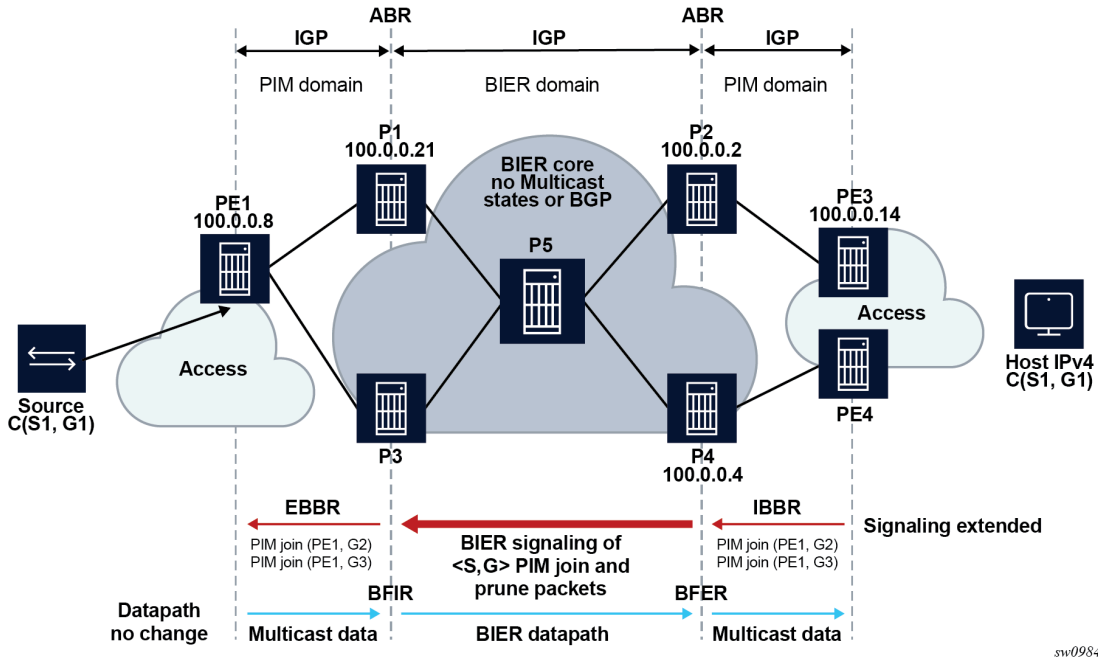 ABR
ABR
IGP
IGP
IGP
PIM domain
BIER domain
PIM domain
P1
100.0.0.21
P2
100.0.0.2
BIER core
no Multicast
states or BGP
PE1
100.0.0.8
PE3
100.0.0.14
P5
Access
Access
Source
C(S1, G1)
Host IPv4
C(S1, G1)
P3
P4
100.0.0.4
PE4
EBBR
IBBR
Signaling extended
PIM join (PE1, G2)
PIM join (PE1, G3)
BIER signaling of
<S,G> PIM join and
prune packets
PIM join (PE1, G2)
PIM join (PE1, G3)
BFIR
BFER
Datapath
no change
Multicast data
BIER datapath
Multicast data
sw0984